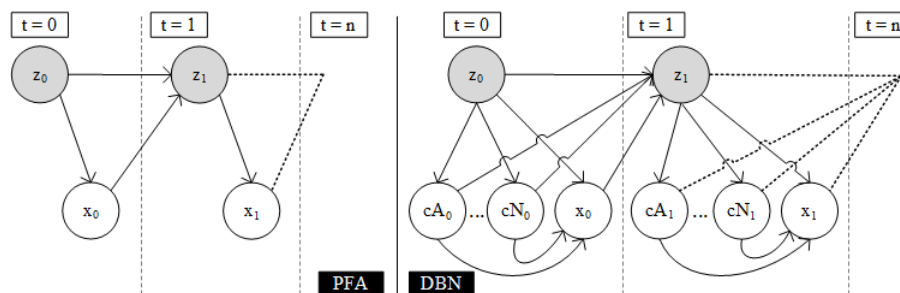 t = 0 t = 1 t = n t = 0 t = 1 t = n
z₀ z₁ z₀ z₁
x₀ x₁ cA₀ ... cN₀ x₀ cA₁ ... cN₁ x₁
PFA DBN